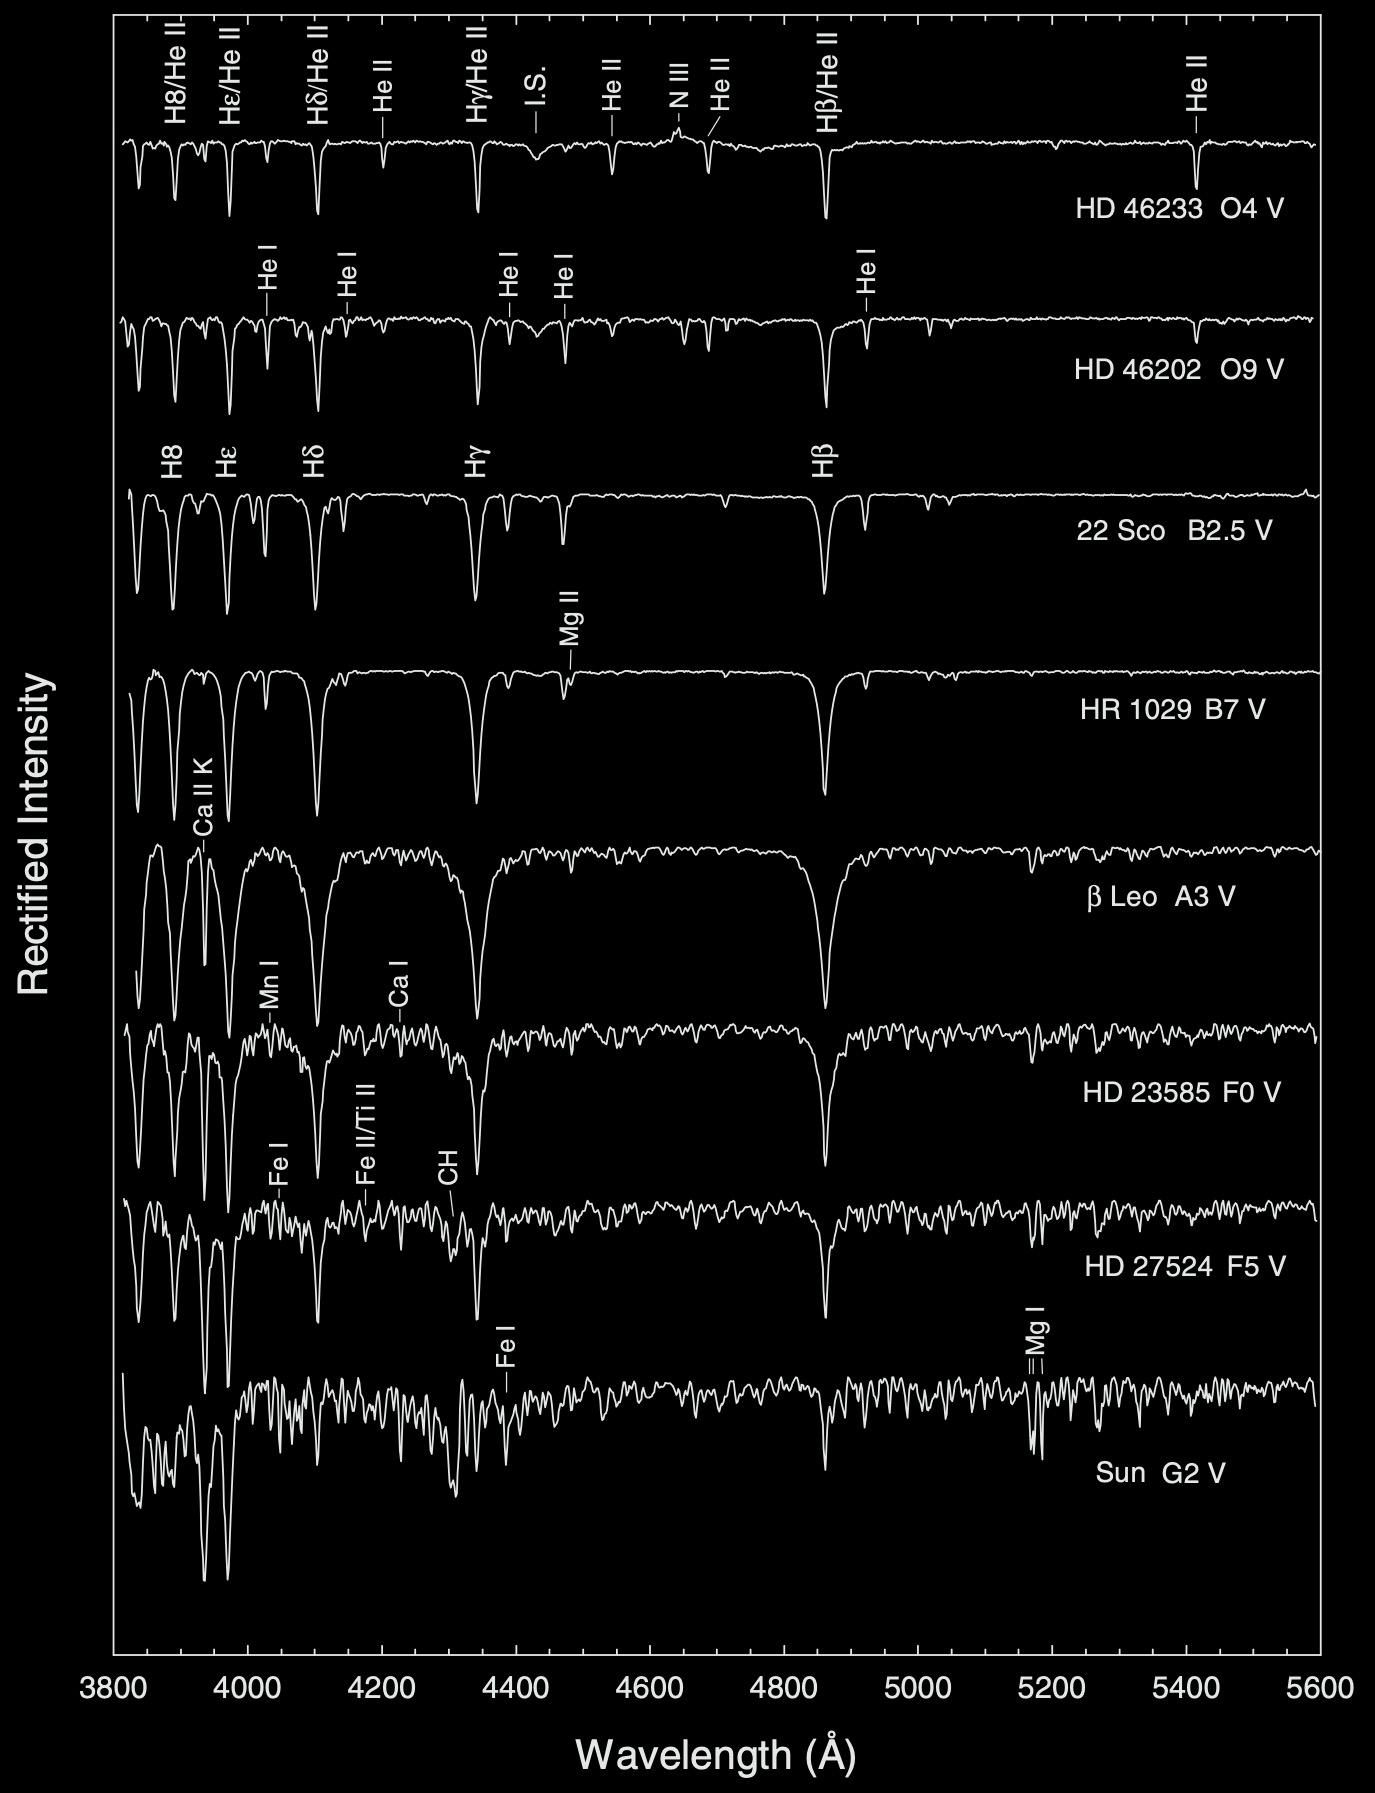 H8/He II
Hε/He II
Hδ/He II
He II
Hγ/He II
I.S.
He II
N III
He II
Hβ/He II
He II
HD 46233 O4 V
He I
He I
He I
He I
He I
HD 46202 O9 V
H8
Hε
Hδ
Hγ
Hβ
22 Sco B2.5 V
Mg II
HR 1029 B7 V
Ca II K
β Leo A3 V
Mn I
Ca I
HD 23585 F0 V
Fe I
Fe II/Ti II
CH
HD 27524 F5 V
Fe I
Mg I
Sun G2 V
Rectified Intensity
3800 4000 4200 4400 4600 4800 5000 5200 5400 5600
Wavelength (Å)